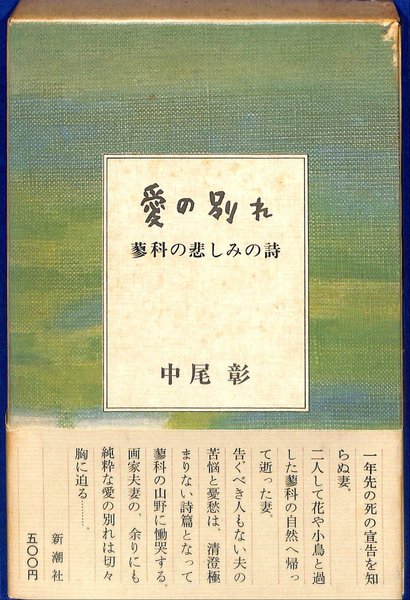 愛の別れ
蓼科の悲しみの詩
中尾 彰
一年先の死の宣告を知
らぬ妻。
二人して花や小鳥と過
した蓼科の自然へ帰っ
て逝った妻。
告ぐべき人もない夫の
苦悩と憂愁は、清澄極
まりない詩篇となって
蓼科の山野に慟哭する。
画家夫妻の、余りにも
純粋な愛の別れは切々
胸に迫る………。
新潮社
五〇〇円